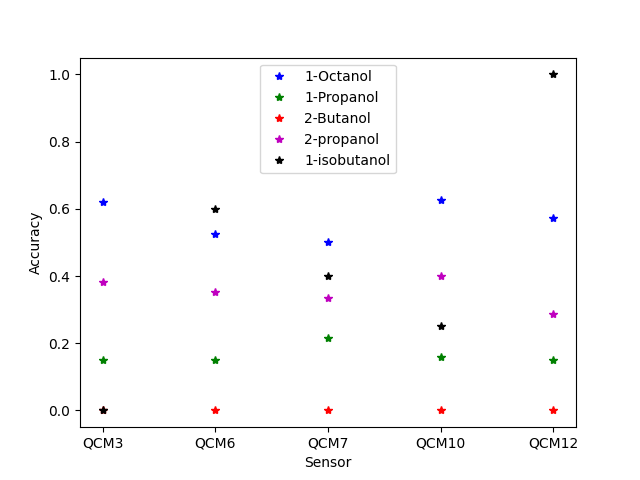 1-Octanol
1-Propanol
2-Butanol
2-propanol
1-isobutanol
1.0
0.8
0.6
0.4
0.2
0.0
Accuracy
QCM3 QCM6 QCM7 QCM10 QCM12
Sensor